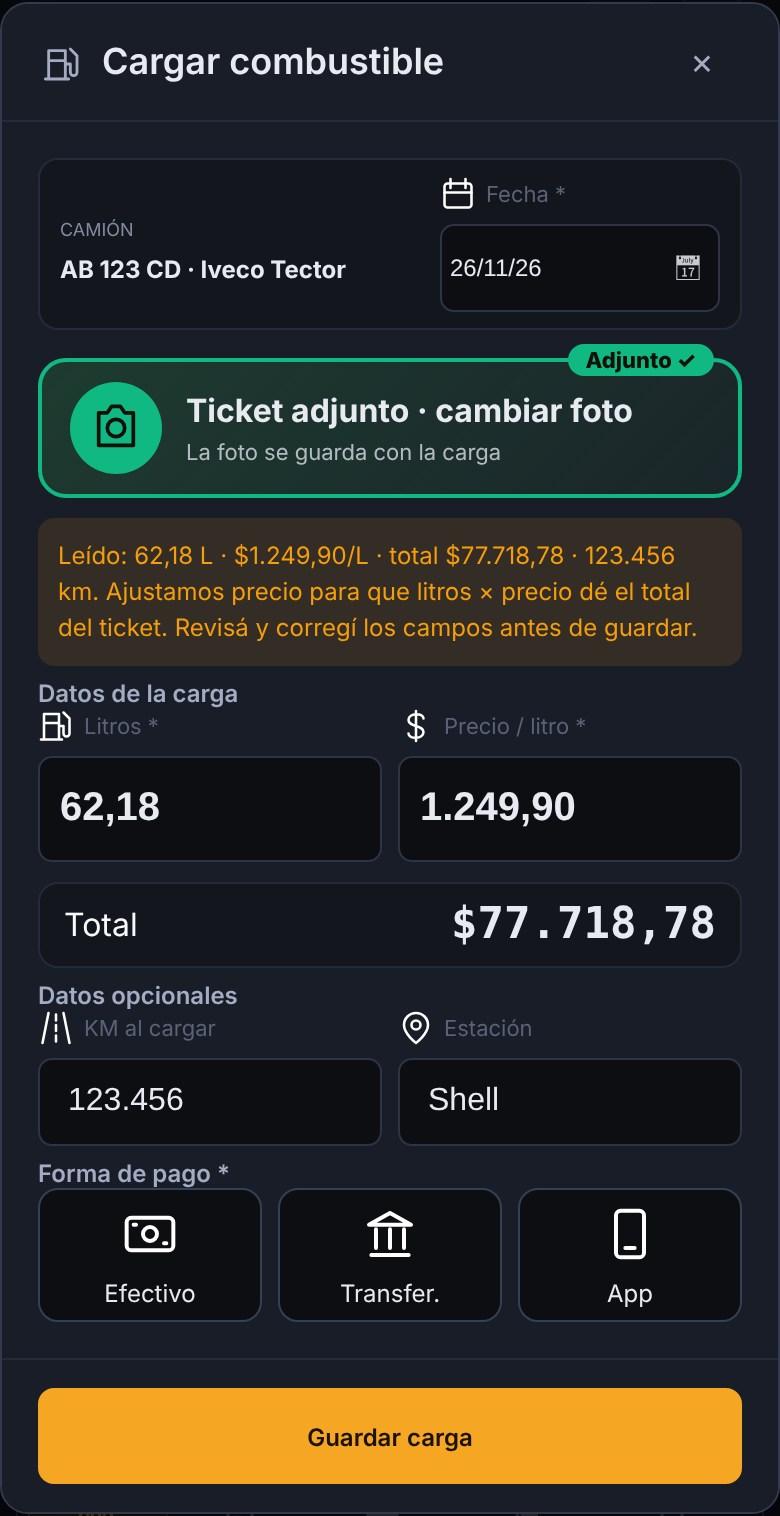 Cargar combustible
CAMIÓN
AB 123 CD · Iveco Tector
Fecha *
26/11/26
July
17
Adjunto ✓
Ticket adjunto · cambiar foto
La foto se guarda con la carga
Leído: 62,18 L · $1.249,90/L · total $77.718,78 · 123.456
km. Ajustamos precio para que litros × precio dé el total
del ticket. Revisá y corregí los campos antes de guardar.
Datos de la carga
Litros *
Precio / litro *
62,18
1.249,90
Total
$77.718,78
Datos opcionales
KM al cargar
Estación
123.456
Shell
Forma de pago *
Efectivo
Transfer.
App
Guardar carga